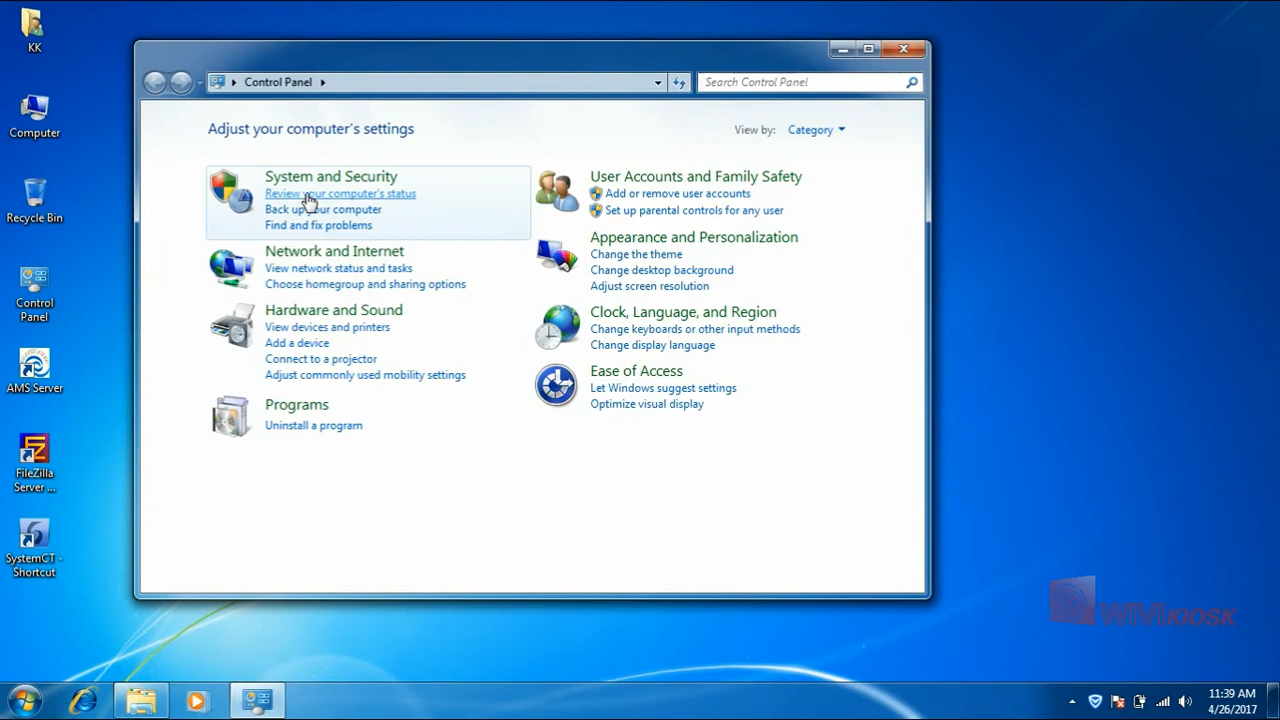 KK
Computer
Recycle Bin
Control
Panel
AMS Server
FileZilla
Server ...
SystemCT -
Shortcut
Control Panel
Search Control Panel
Adjust your computer's settings
View by: Category
System and Security
Review your computer's status
Back up your computer
Find and fix problems
Network and Internet
View network status and tasks
Choose homegroup and sharing options
Hardware and Sound
View devices and printers
Add a device
Connect to a projector
Adjust commonly used mobility settings
Programs
Uninstall a program
User Accounts and Family Safety
Add or remove user accounts
Set up parental controls for any user
Appearance and Personalization
Change the theme
Change desktop background
Adjust screen resolution
Clock, Language, and Region
Change keyboards or other input methods
Change display language
Ease of Access
Let Windows suggest settings
Optimize visual display
WIVIKIOSK
11:39 AM
4/26/2017